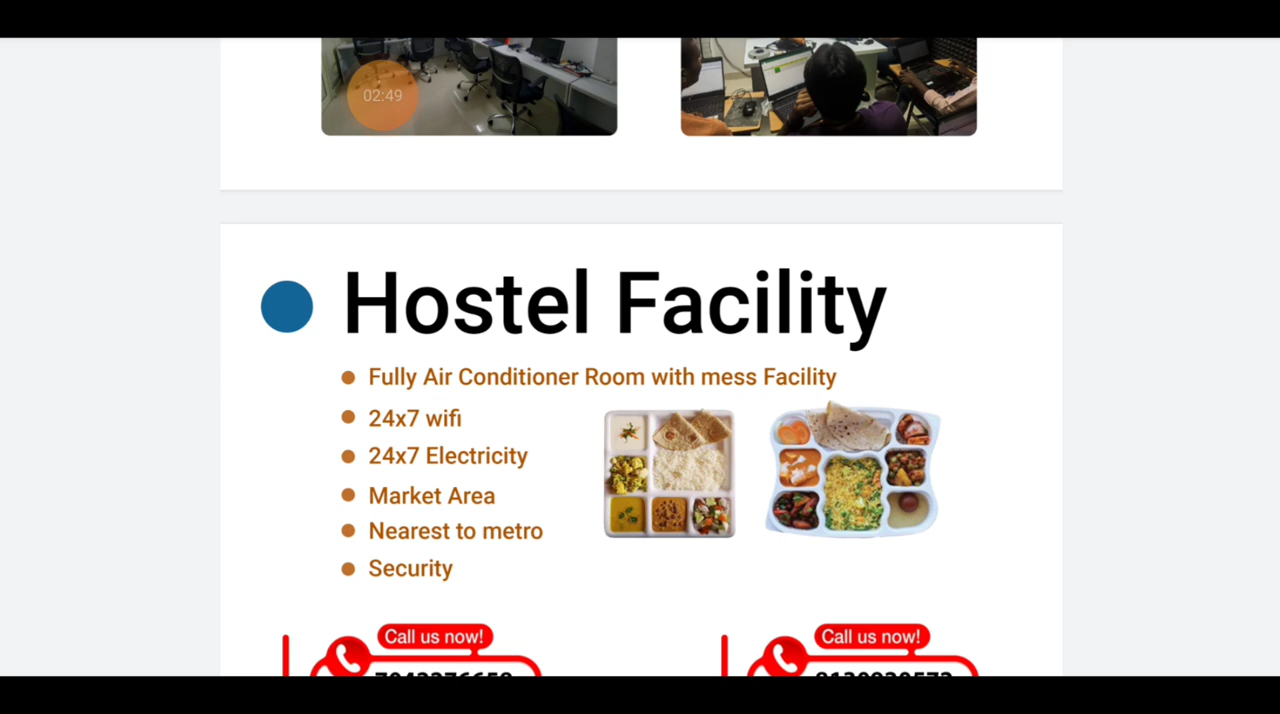 02:49
Hostel Facility
Fully Air Conditioner Room with mess Facility
24x7 wifi
24x7 Electricity
Market Area
Nearest to metro
Security
Call us now! Call us now!